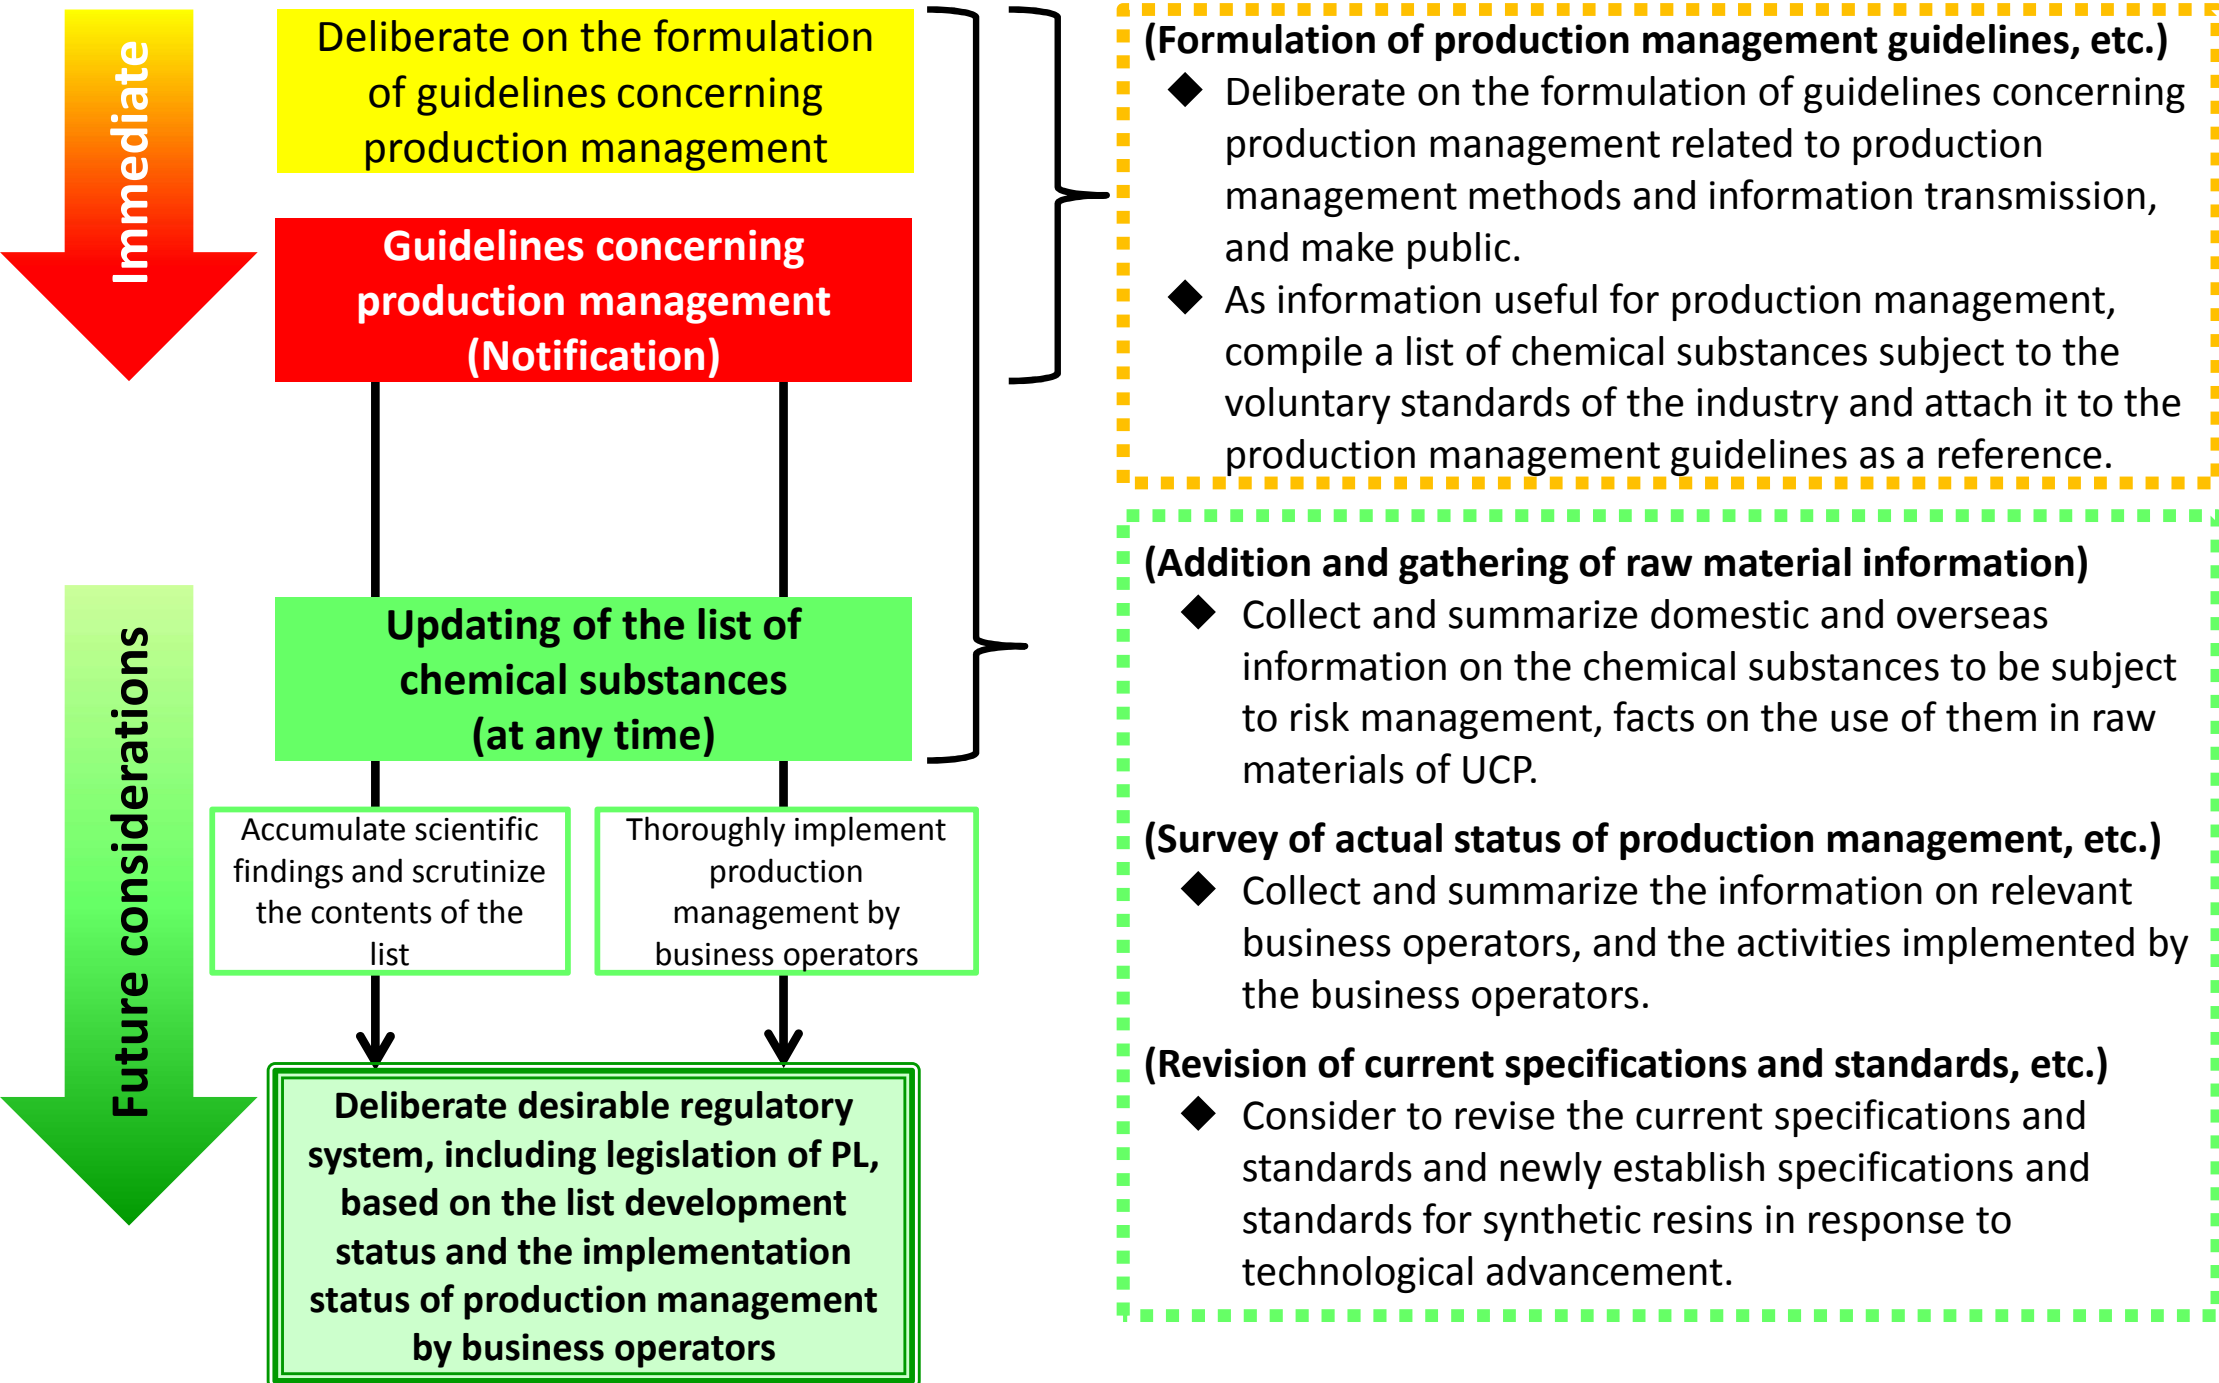 Immediate
Deliberate on the formulation
of guidelines concerning
production management
Guidelines concerning
production management
(Notification)
Future considerations
Updating of the list of
chemical substances
(at any time)
Accumulate scientific
findings and scrutinize
the contents of the
list
Thoroughly implement
production
management by
business operators
Deliberate desirable regulatory
system, including legislation of PL,
based on the list development
status and the implementation
status of production management
by business operators
(Formulation of production management guidelines, etc.)
◆ Deliberate on the formulation of guidelines concerning
production management related to production
management methods and information transmission,
and make public.
◆ As information useful for production management,
compile a list of chemical substances subject to the
voluntary standards of the industry and attach it to the
production management guidelines as a reference.
(Addition and gathering of raw material information)
◆ Collect and summarize domestic and overseas
information on the chemical substances to be subject
to risk management, facts on the use of them in raw
materials of UCP.
(Survey of actual status of production management, etc.)
◆ Collect and summarize the information on relevant
business operators, and the activities implemented by
the business operators.
(Revision of current specifications and standards, etc.)
◆ Consider to revise the current specifications and
standards and newly establish specifications and
standards for synthetic resins in response to
technological advancement.